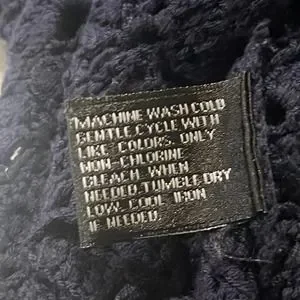 MACHINE WASH COLD
GENTLE CYCLE WITH
LIKE COLORS. ONLY
NON-CHLORINE
BLEACH WHEN
NEEDED. TUMBLE DRY
LOW. COOL IRON
IF NEEDED.